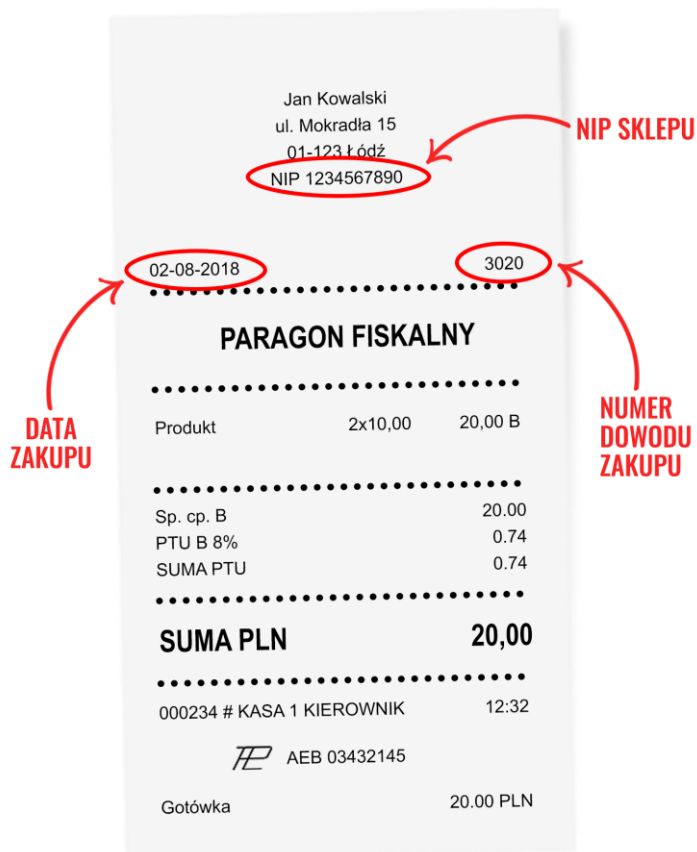 Jan Kowalski
ul. Mokradła 15
01-123 Łódź
NIP 1234567890
NIP SKLEPU
02-08-2018 3020
PARAGON FISKALNY
DATA
ZAKUPU
NUMER
DOWODU
ZAKUPU
Produkt 2x10,00 20,00 B
Sp. cp. B 20.00
PTU B 8% 0.74
SUMA PTU 0.74
SUMA PLN 20,00
000234 # KASA 1 KIEROWNIK 12:32
AEB 03432145
Gotówka 20.00 PLN